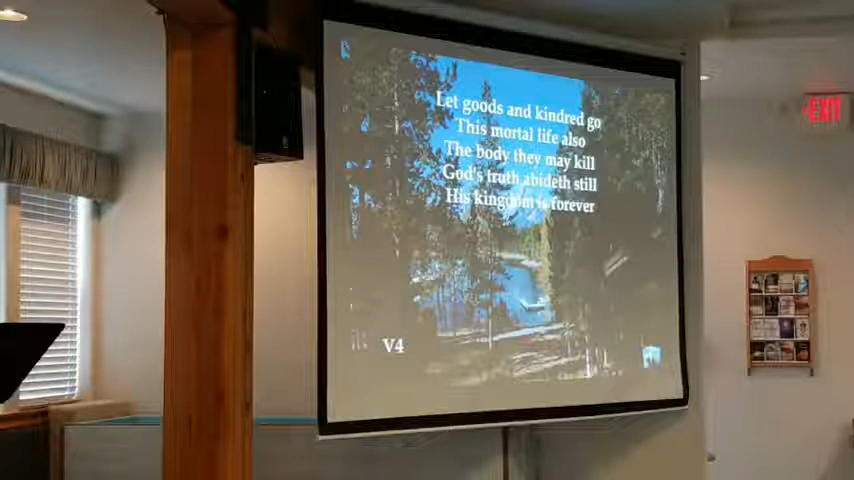 Let goods and kindred go
This mortal life also
The body they may kill
God's truth abideth still
His kingdom is forever
V4
EXIT